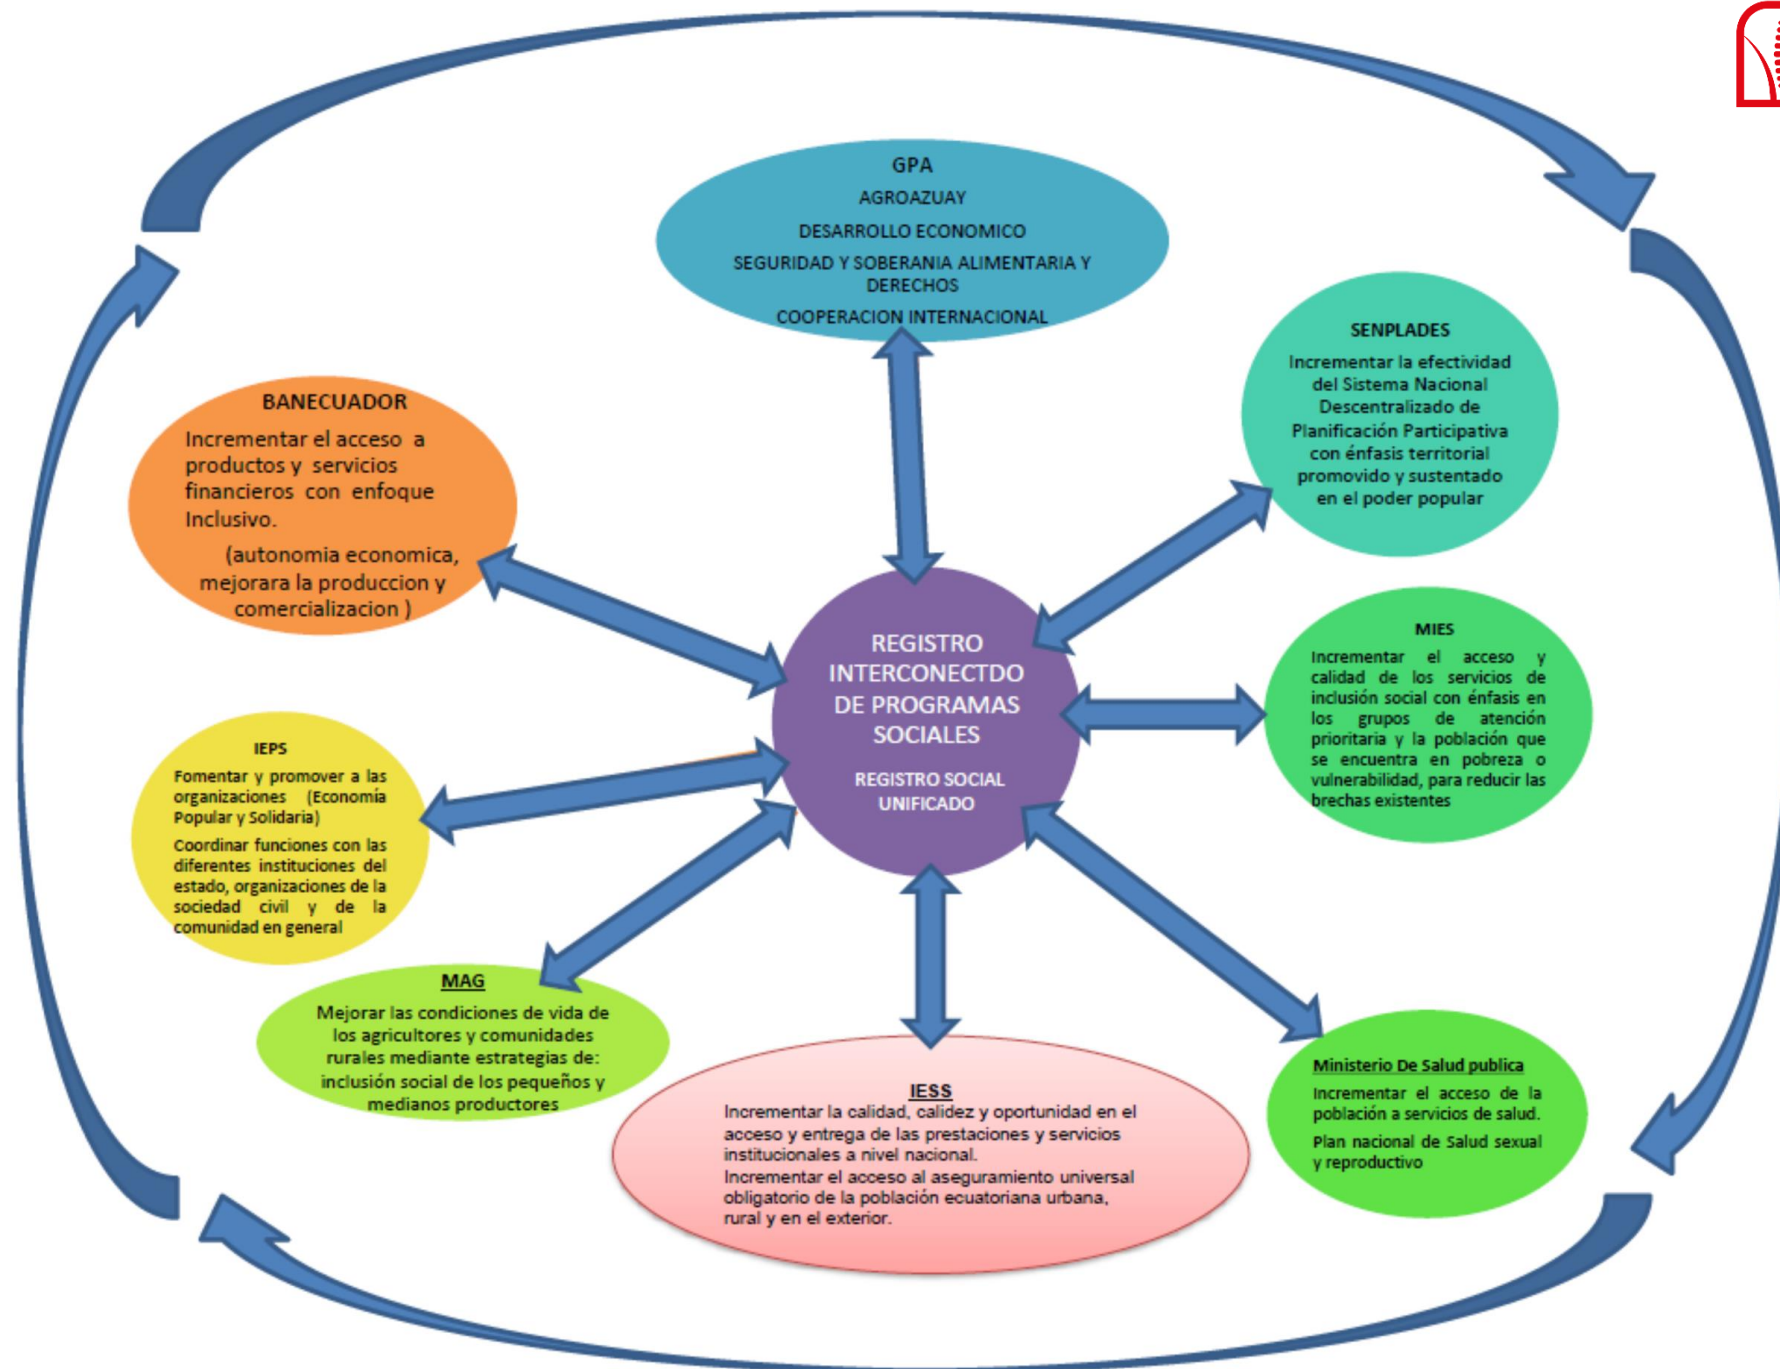 GPA
AGROAZUAY
DESARROLLO ECONOMICO
SEGURIDAD Y SOBERANIA ALIMENTARIA Y
DERECHOS
COOPERACION INTERNACIONAL
SENPLADES
Incrementar la efectividad
del Sistema Nacional
Descentralizado de
Planificación Participativa
con énfasis territorial
promovido y sustentado
en el poder popular
BANECUADOR
Incrementar el acceso a
productos y servicios
financieros con enfoque
Inclusivo.
(autonomia economica,
mejorara la produccion y
comercializacion )
REGISTRO
INTERCONECTDO
DE PROGRAMAS
SOCIALES
REGISTRO SOCIAL
UNIFICADO
MIES
Incrementar el acceso y
calidad de los servicios de
inclusión social con énfasis en
los grupos de atención
prioritaria y la población que
se encuentra en pobreza o
vulnerabilidad, para reducir las
brechas existentes
IEPS
Fomentar y promover a las
organizaciones (Economía
Popular y Solidaria)
Coordinar funciones con las
diferentes instituciones del
estado, organizaciones de la
sociedad civil y de la
comunidad en general
MAG
Mejorar las condiciones de vida de
los agricultores y comunidades
rurales mediante estrategias de:
inclusión social de los pequeños y
medianos productores
IESS
Incrementar la calidad, calidez y oportunidad en el
acceso y entrega de las prestaciones y servicios
institucionales a nivel nacional.
Incrementar el acceso al aseguramiento universal
obligatorio de la población ecuatoriana urbana,
rural y en el exterior.
Ministerio De Salud publica
Incrementar el acceso de la
población a servicios de salud.
Plan nacional de Salud sexual
y reproductivo